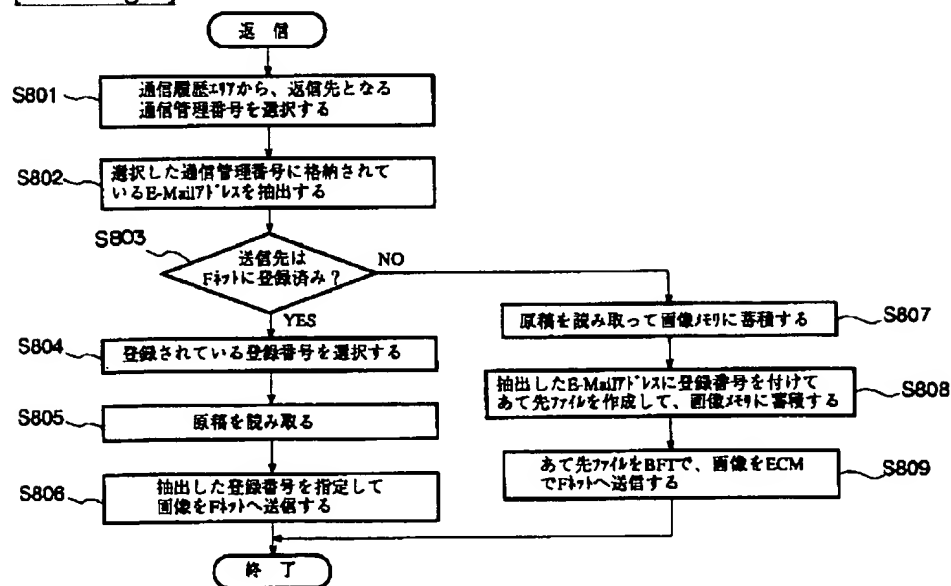 返 信
S801
通信履歴エリアから、返信先となる
通信管理番号を選択する
S802
選択した通信管理番号に格納されて
いるE-Mailアドレスを抽出する
S803
送信先は
Fネットに登録済み?
NO
YES
S804
登録されている登録番号を選択する
S805
原稿を読み取る
S806
抽出した登録番号を指定して
画像をFネットへ送信する
原稿を読み取って画像メモリに蓄積する
S807
抽出したE-Mailアドレスに登録番号を付けて
あて先ファイルを作成して、画像メモリに蓄積する
S808
あて先ファイルをBFTで、画像をECM
でFネットへ送信する
S809
終 了